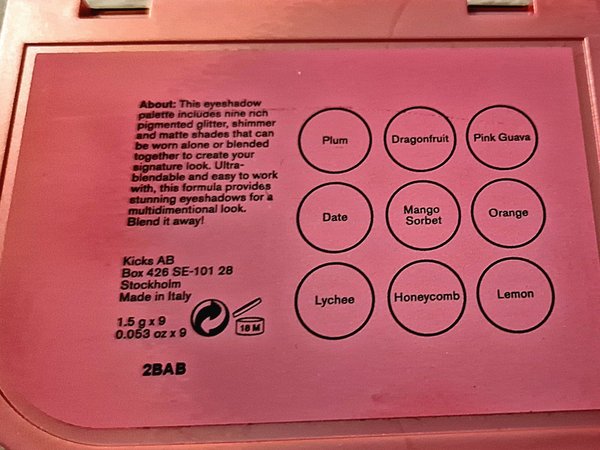 About: This eyeshadow
palette includes nine rich
pigmented glitter, shimmer
and matte shades that can
be worn alone or blended
together to create your
signature look. Ultra-
blendable and easy to work
with, this formula provides
stunning eyeshadows for a
multidimentional look.
Blend it away!
Kicks AB
Box 426 SE-101 28
Stockholm
Made in Italy
1.5 g x 9
0.053 oz x 9
18 M
2BAB
Plum
Dragonfruit
Pink Guava
Date
Mango
Sorbet
Orange
Lychee
Honeycomb
Lemon